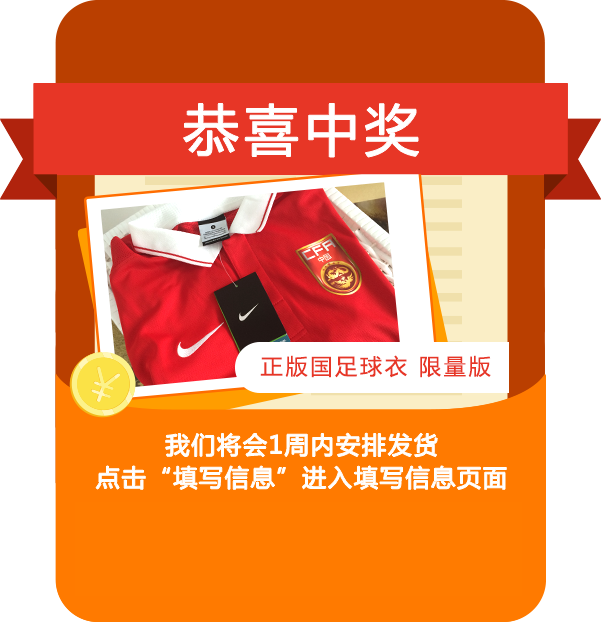 恭喜中奖
CFF
中国
正版国足球衣 限量版
我们将会1周内安排发货
点击“填写信息”进入填写信息页面